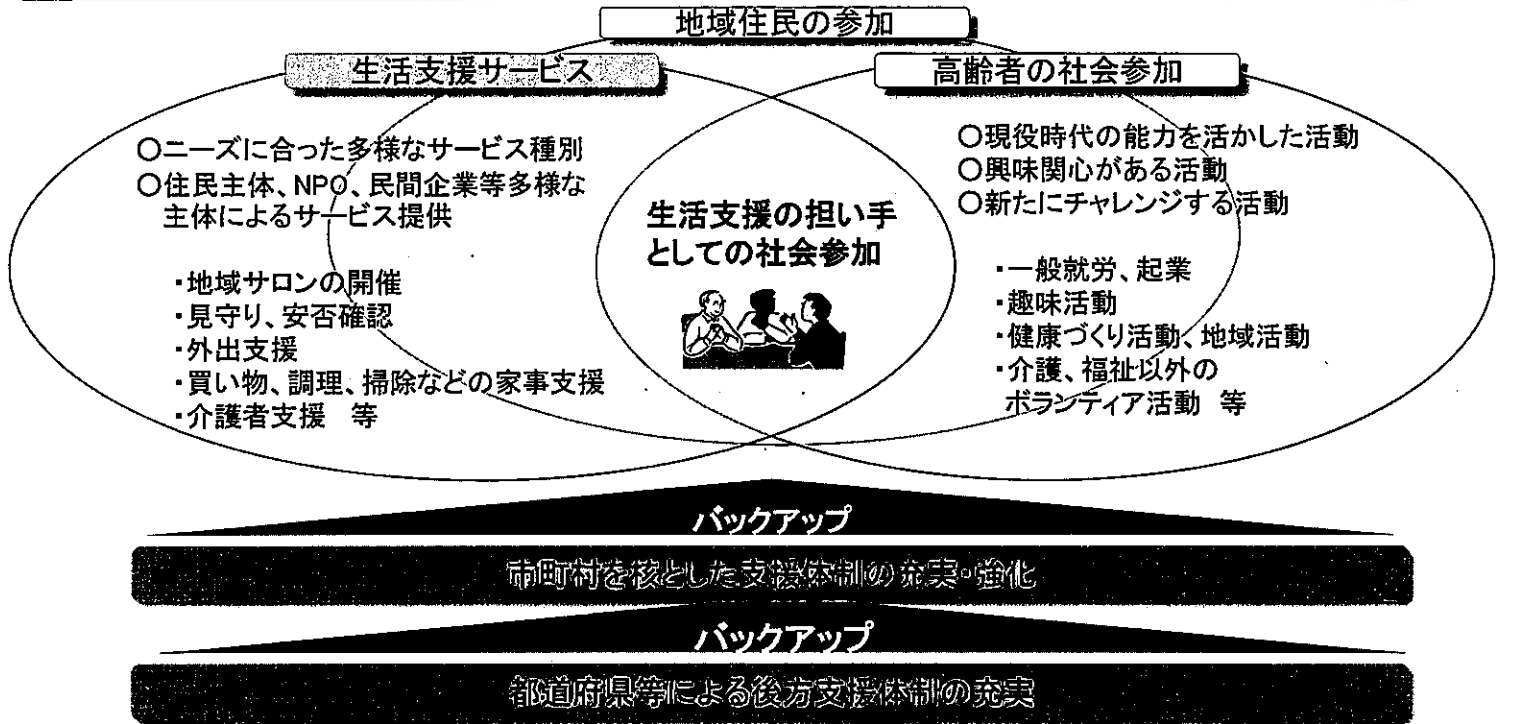 地域住民の参加
生活支援サービス
高齢者の社会参加
○ニーズに合った多様なサービス種別
○住民主体、NPO、民間企業等多様な
主体によるサービス提供
・地域サロンの開催
・見守り、安否確認
・外出支援
・買い物、調理、掃除などの家事支援
・介護者支援 等
生活支援の担い手
としての社会参加
○現役時代の能力を活かした活動
○興味関心がある活動
○新たにチャレンジする活動
・一般就労、起業
・趣味活動
・健康づくり活動、地域活動
・介護、福祉以外の
ボランティア活動 等
バックアップ
市町村を核とした支援体制の充実・強化
バックアップ
都道府県等による後方支援体制の充実